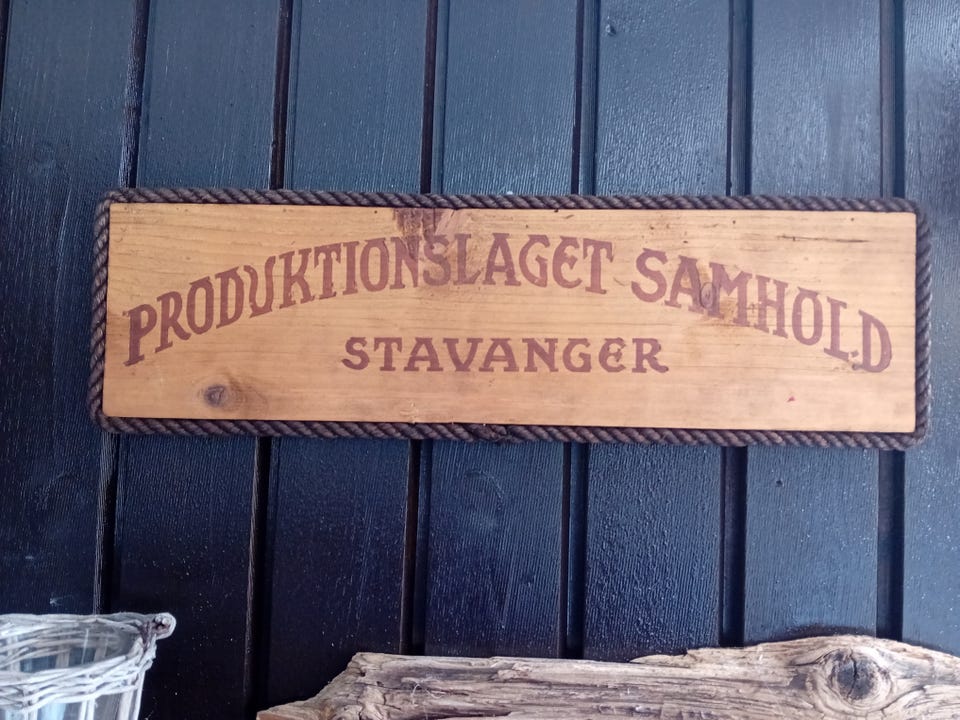 PRODUKTIONSLAGET SAMHOLD
STAVANGER